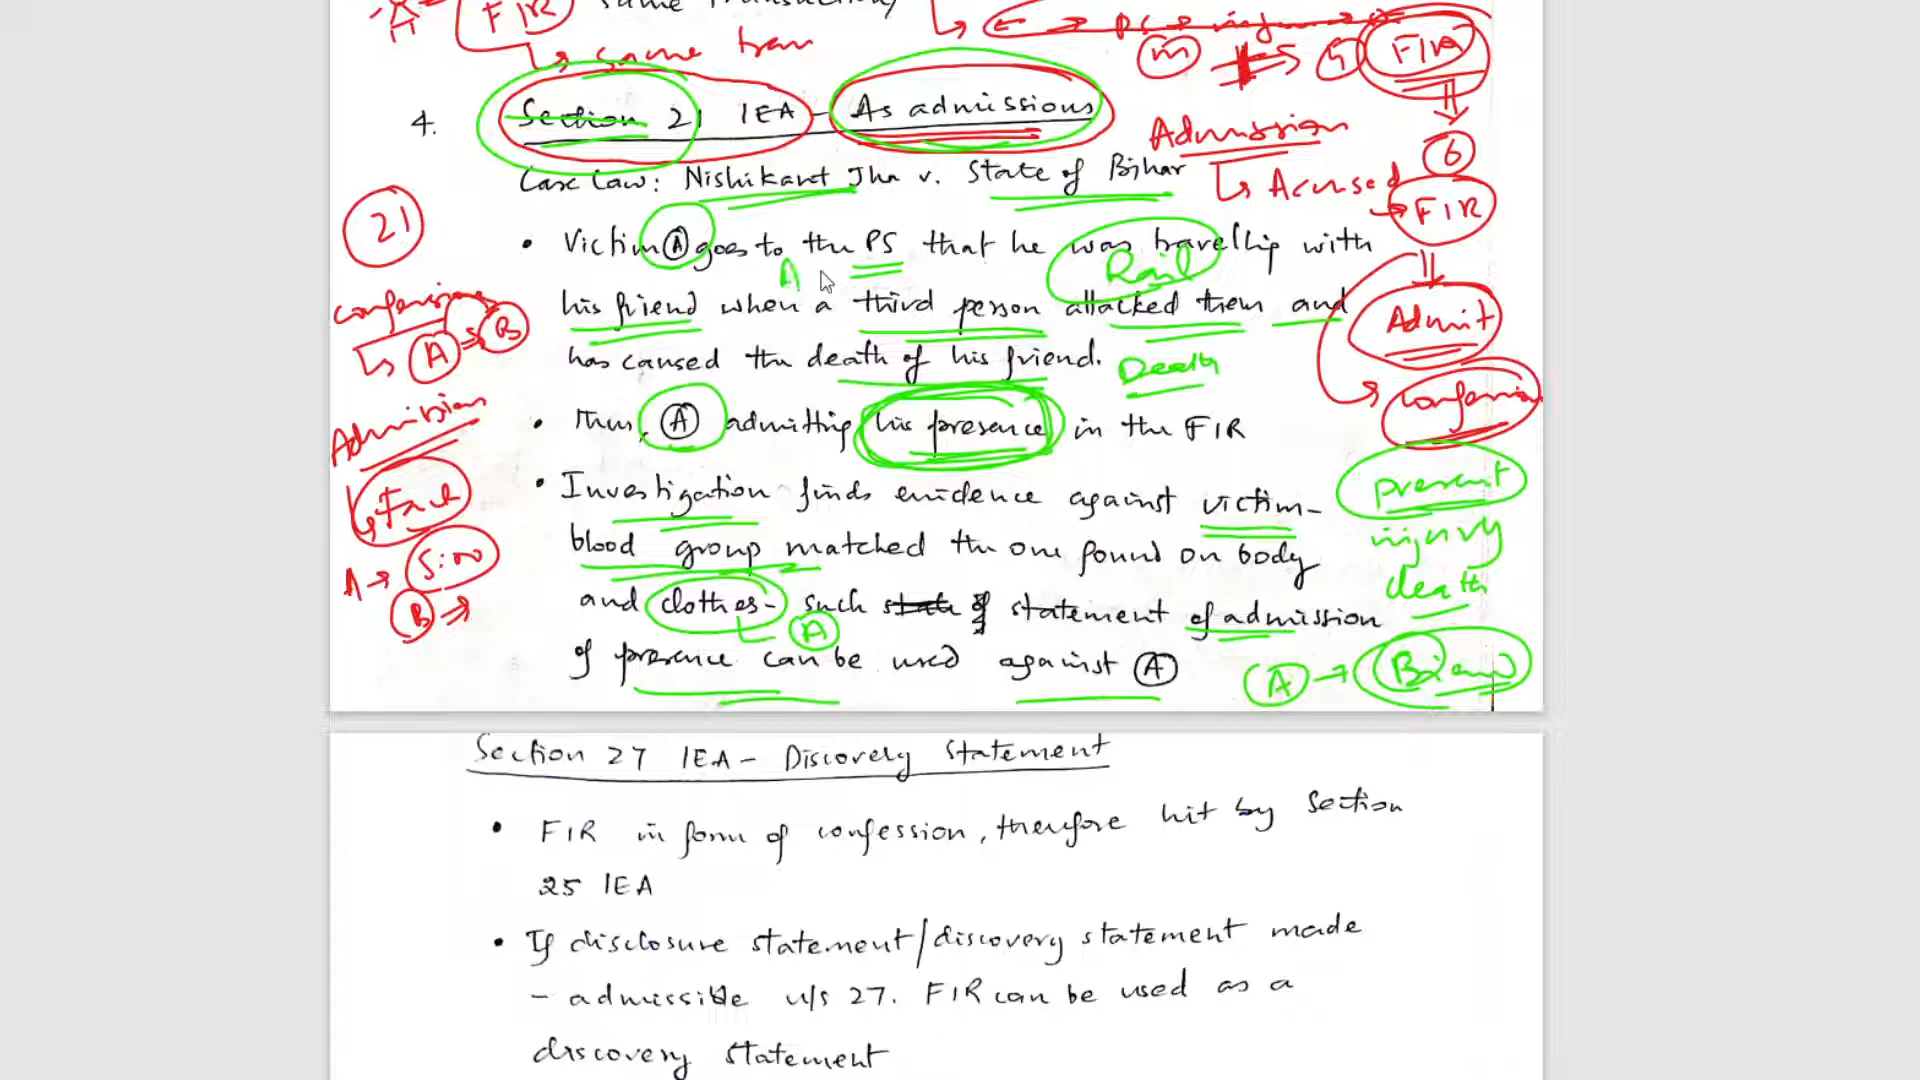 FIR same transaction
same tran
m 5 FIR
4. Section 21 IEA - As admissions
Admission
6
Case Law: Nishikant Jha v. State of Bihar
↳ Accused
→ FIR
21
• Victim A goes to the PS that he was travelling with
A
Rail
his friend when a third person attacked them and
Admit
A → B
has caused the death of his friend.
Death
Admission
• Thus, A admitting his presence in the FIR
present
↳ Fact
• Investigation finds evidence against victim-
injury
blood group matched the one found on body
death
A →
B →
and clothes - such statement of admission
A
of presence can be used against A
A →
Section 27 IEA - Discovery Statement
• FIR in form of confession, therefore hit by Section
25 IEA
• If disclosure statement/discovery statement made
- admissible u/s 27. FIR can be used as a
discovery statement